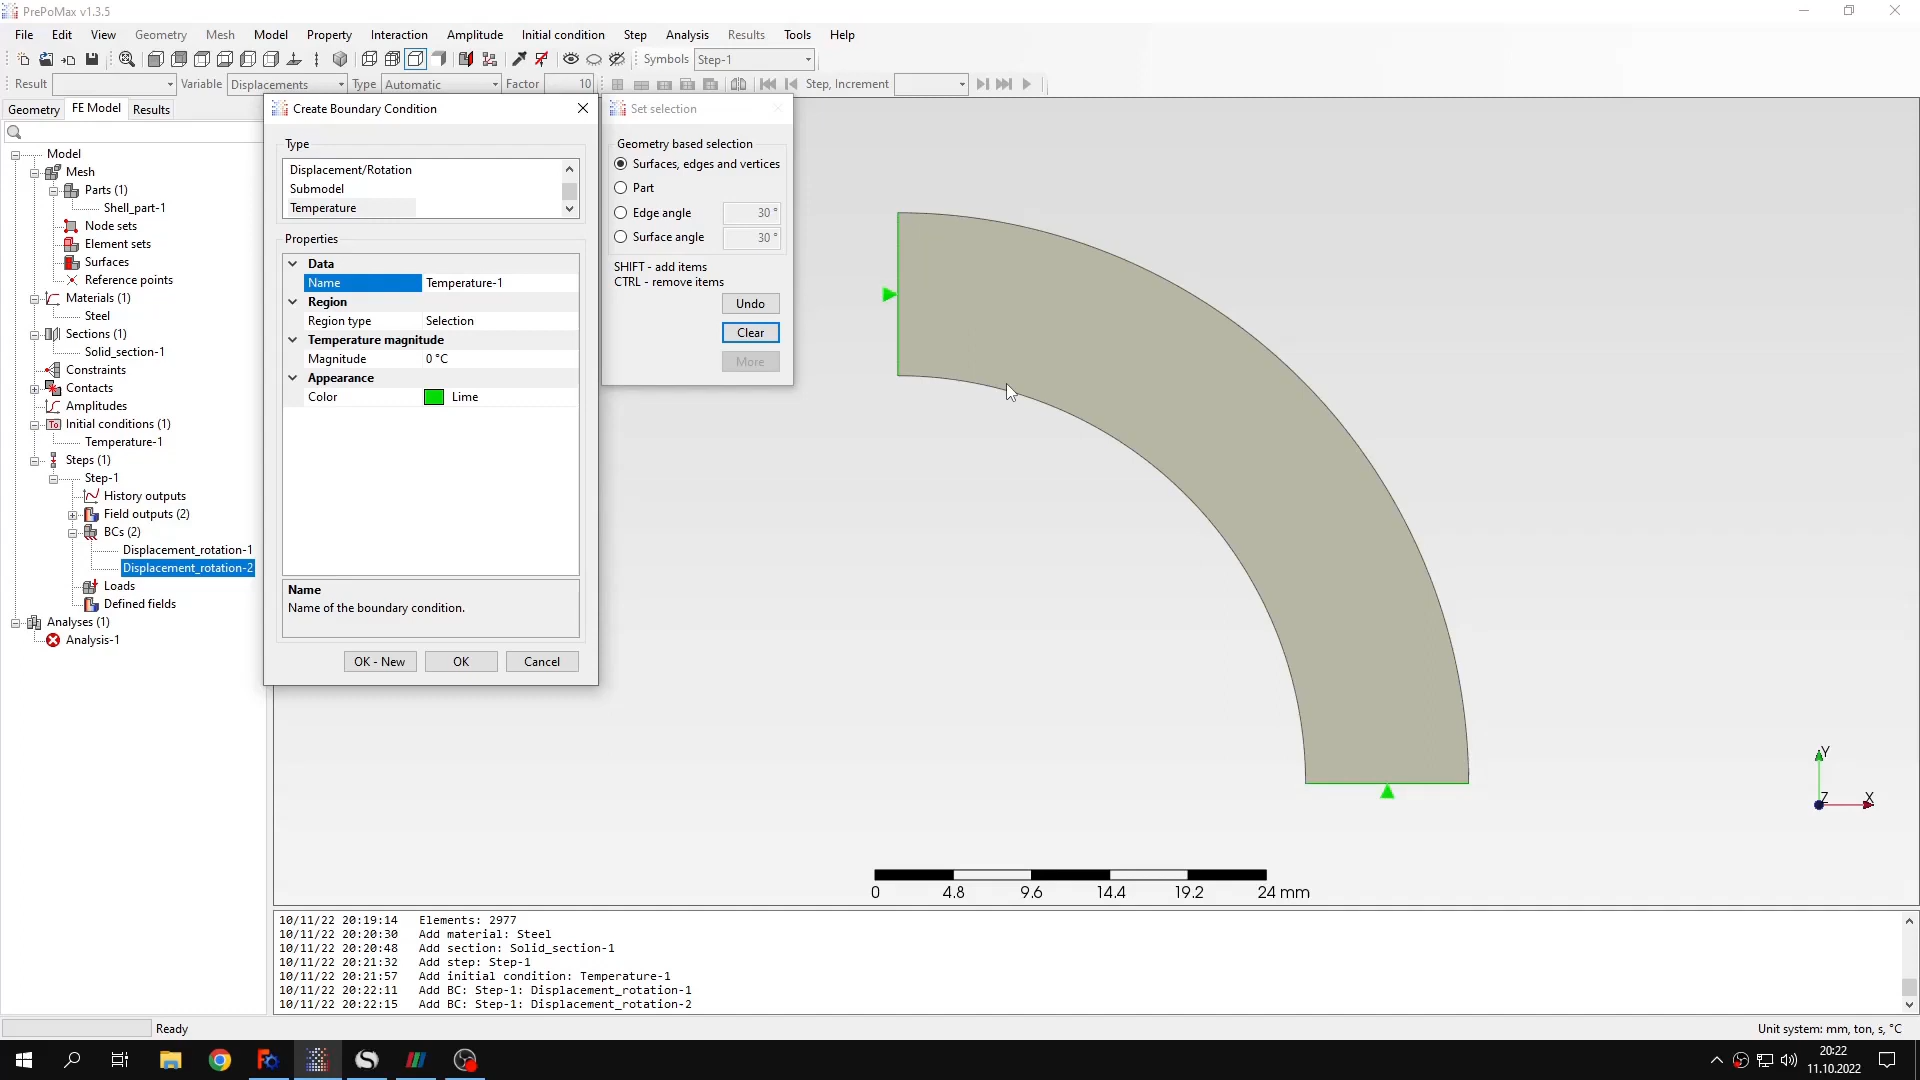 PrePoMax v1.3.5
File Edit View Geometry Mesh Model Property Interaction Amplitude Initial condition Step Analysis Results Tools Help
Symbols Step-1
Result Variable Displacements Type Automatic Factor 10 Step, Increment
Geometry FE Model Results
Model
Mesh
Parts (1)
Shell_part-1
Node sets
Element sets
Surfaces
Reference points
Materials (1)
Steel
Sections (1)
Solid_section-1
Constraints
Contacts
Amplitudes
Initial conditions (1)
Temperature-1
Steps (1)
Step-1
History outputs
Field outputs (2)
BCs (2)
Displacement_rotation-1
Displacement_rotation-2
Loads
Defined fields
Analyses (1)
Analysis-1
Create Boundary Condition
Type
Displacement/Rotation
Submodel
Temperature
Properties
Data
Name Temperature-1
Region
Region type Selection
Temperature magnitude
Magnitude 0 °C
Appearance
Color Lime
Name
Name of the boundary condition.
OK - New OK Cancel
Set selection
Geometry based selection
Surfaces, edges and vertices
Part
Edge angle 30 °
Surface angle 30 °
SHIFT - add items
CTRL - remove items
Undo
Clear
More
Y
Z X
0 4.8 9.6 14.4 19.2 24 mm
10/11/22 20:19:14 Elements: 2977
10/11/22 20:20:30 Add material: Steel
10/11/22 20:20:48 Add section: Solid_section-1
10/11/22 20:21:32 Add step: Step-1
10/11/22 20:21:57 Add initial condition: Temperature-1
10/11/22 20:22:11 Add BC: Step-1: Displacement_rotation-1
10/11/22 20:22:15 Add BC: Step-1: Displacement_rotation-2
Ready
Unit system: mm, ton, s, °C
20:22
11.10.2022